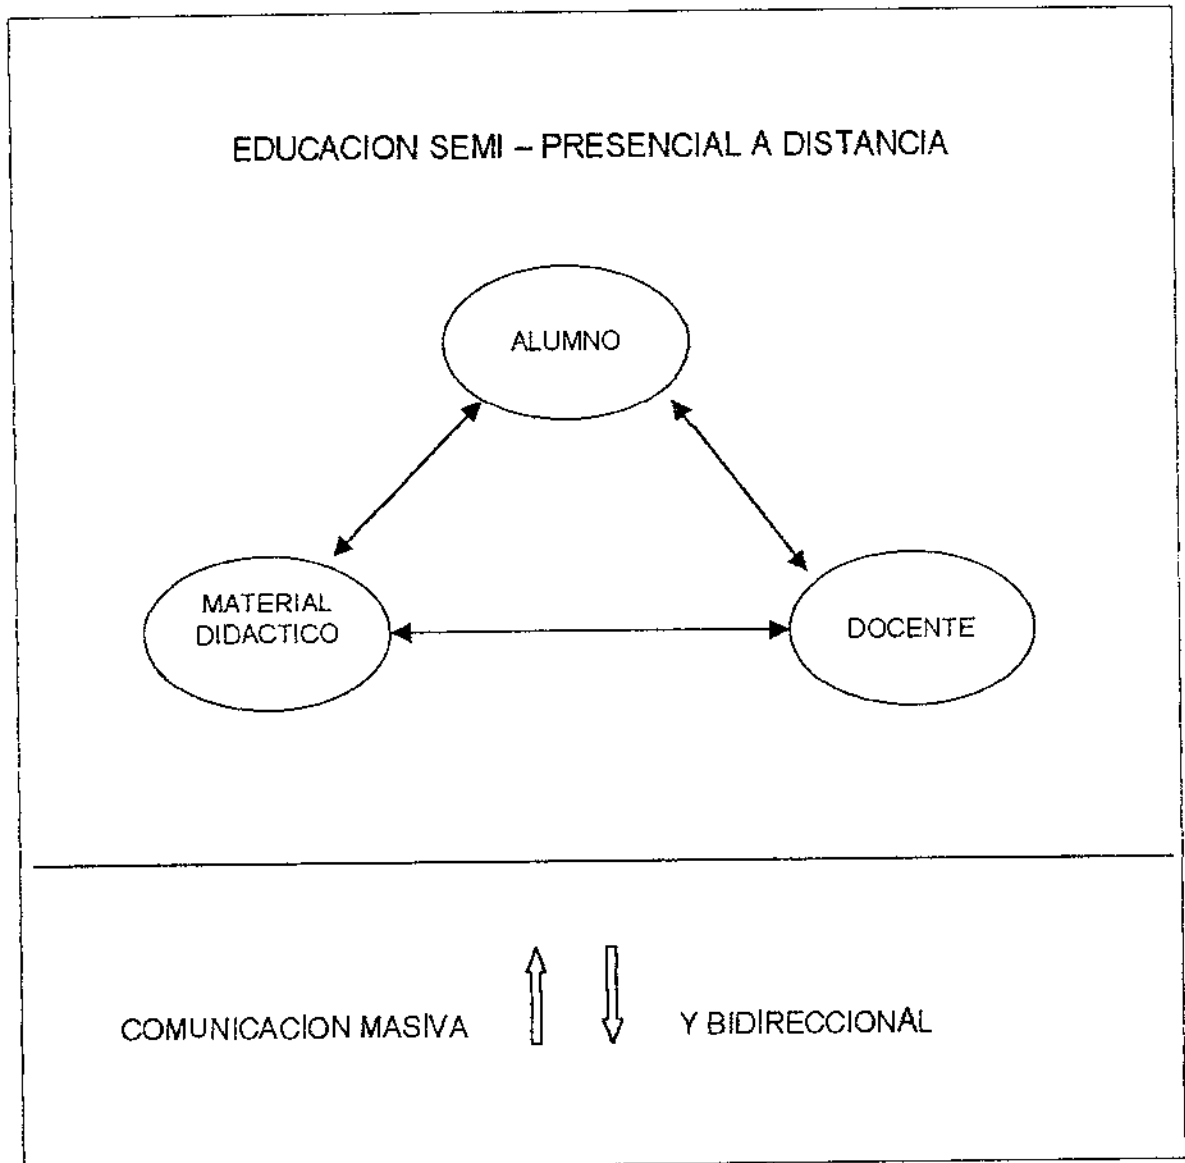 EDUCACION SEMI – PRESENCIAL A DISTANCIA
ALUMNO
MATERIAL
DIDACTICO
DOCENTE
COMUNICACION MASIVA
Y BIDIRECCIONAL